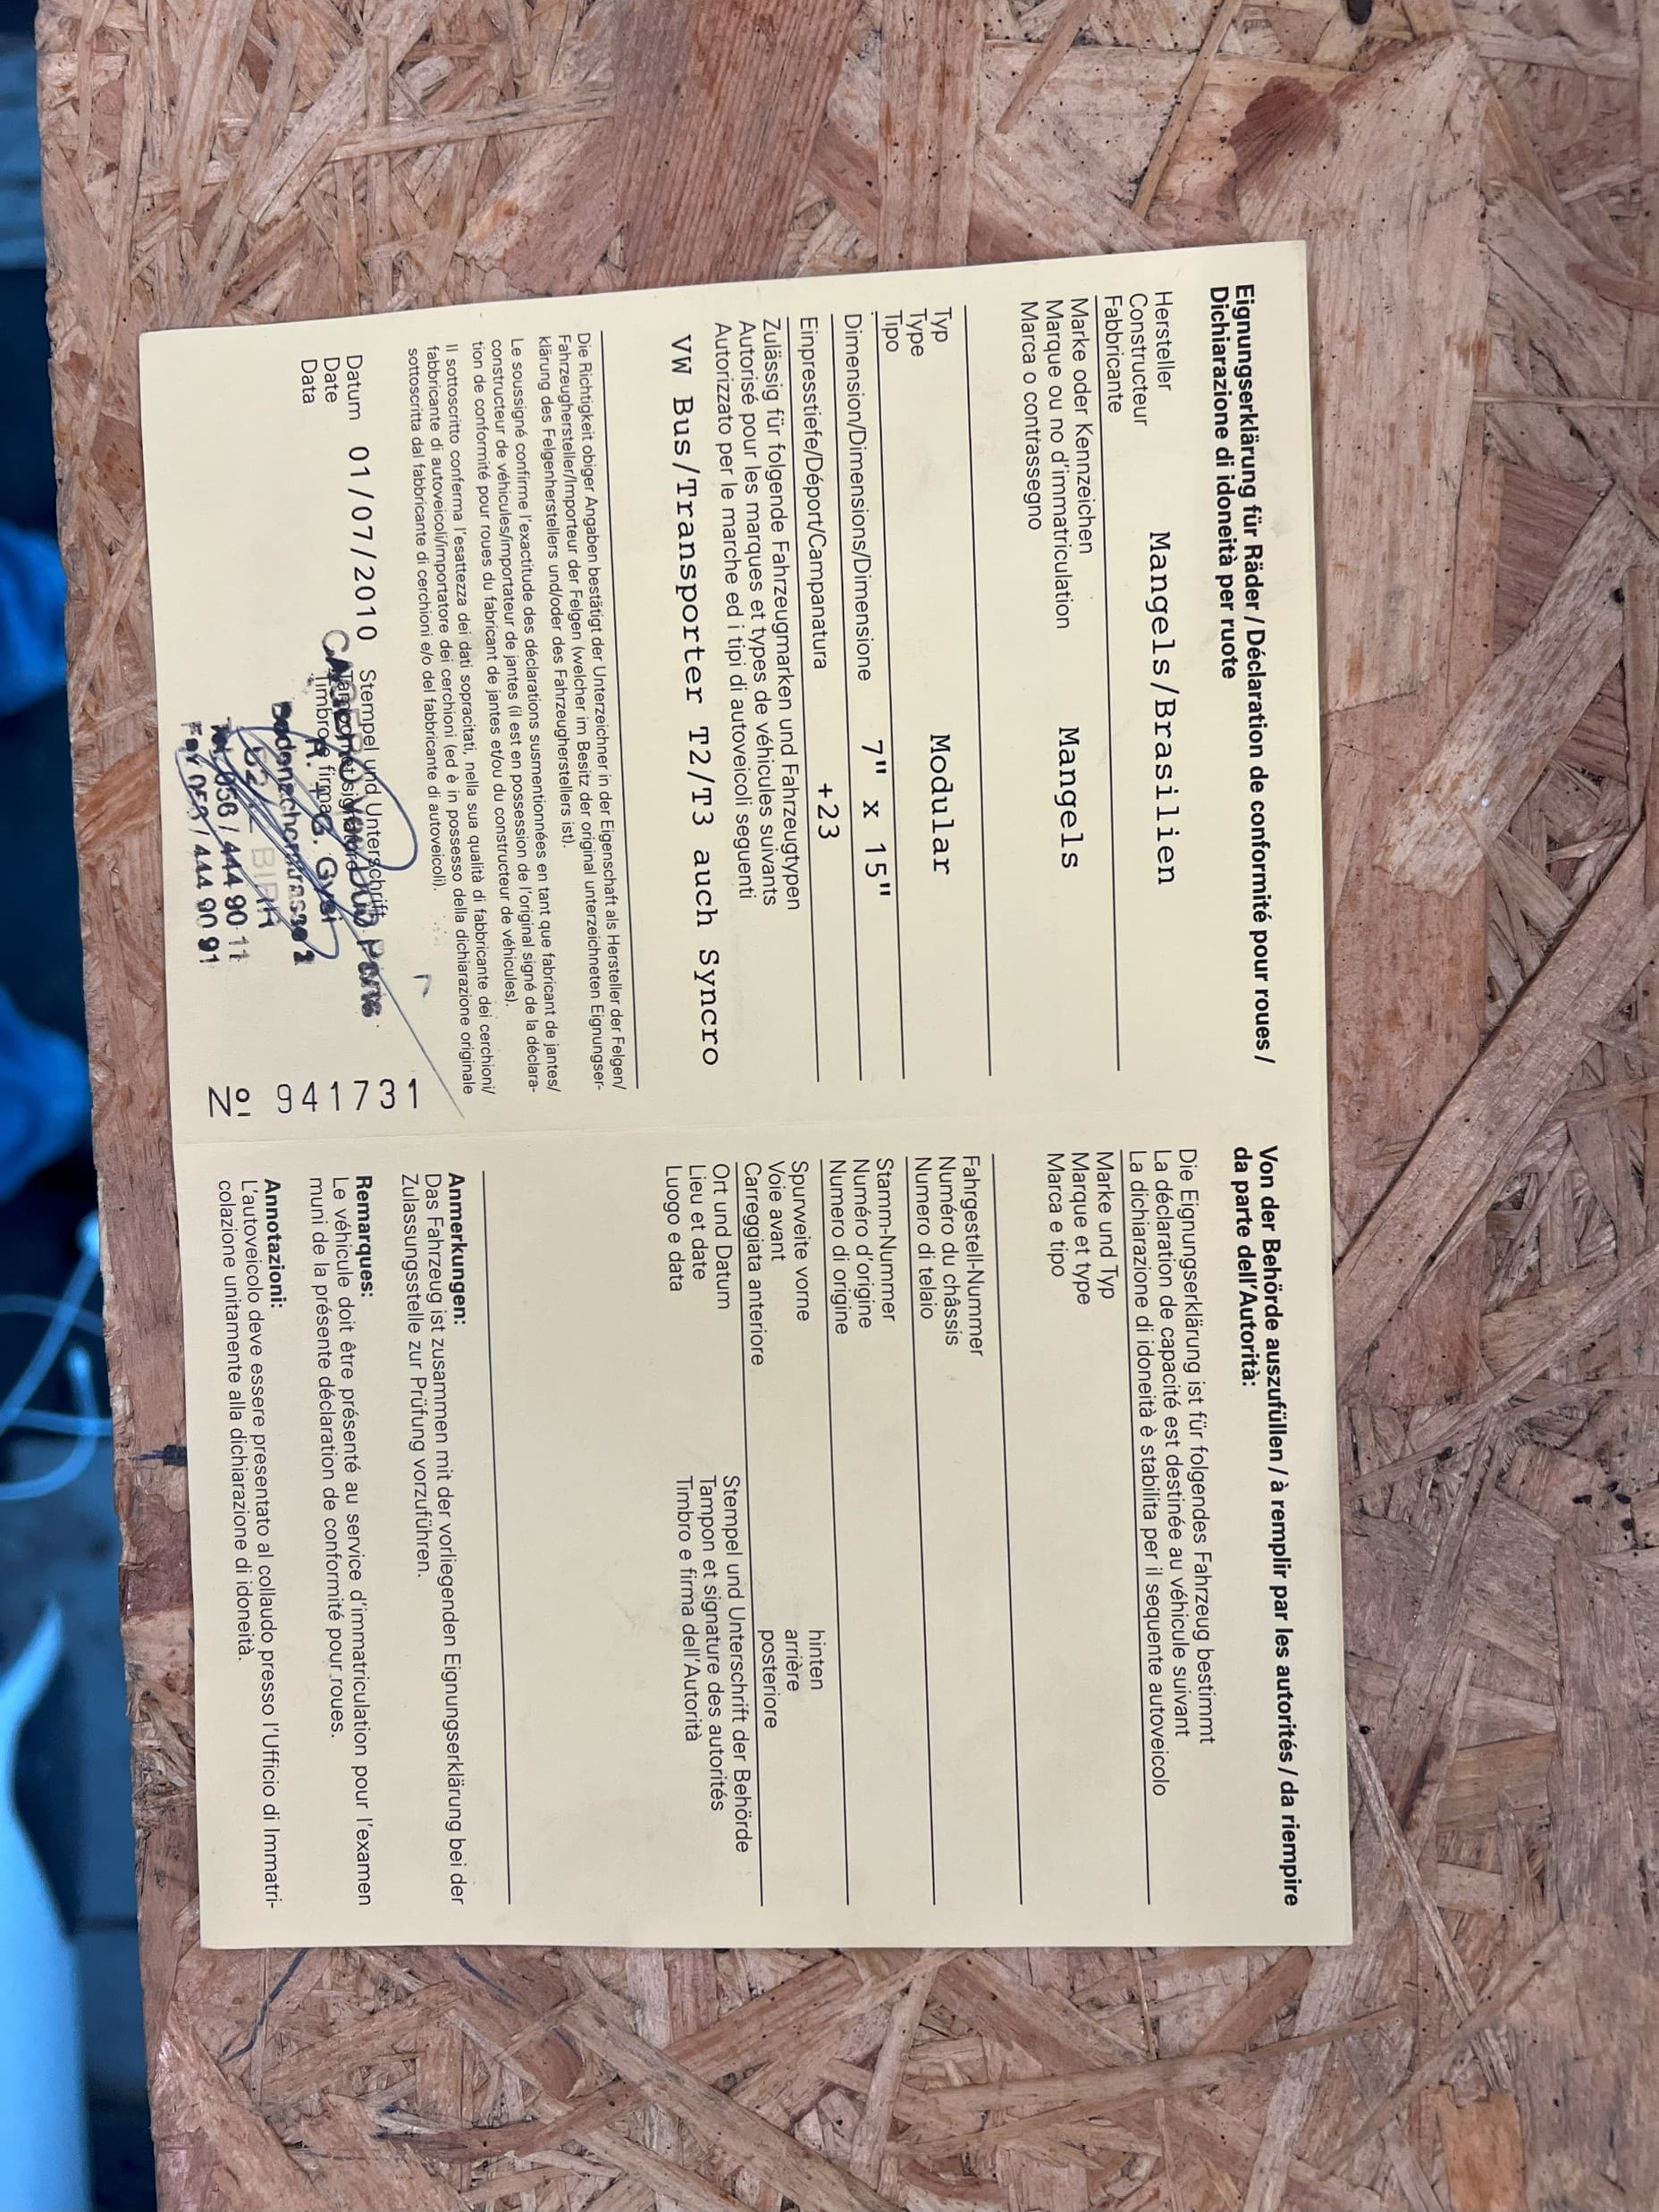 Eignungserklärung für Räder / Déclaration de conformité pour roues /
Dichiarazione di idoneità per ruote
Hersteller
Constructeur Mangels/Brasilien
Fabbricante
Marke oder Kennzeichen
Marque ou no d'immatriculation Mangels
Marca o contrassegno
Typ
Type Modular
Tipo
Dimension/Dimensions/Dimensione 7" x 15"
Einpresstiefe/Déport/Campanatura +23
Zulässig für folgende Fahrzeugmarken und Fahrzeugtypen
Autorisé pour les marques et types de véhicules suivants
Autorizzato per le marche ed i tipi di autoveicoli seguenti
VW Bus/Transporter T2/T3 auch Syncro
Die Richtigkeit obiger Angaben bestätigt der Unterzeichner in der Eigenschaft als Hersteller der Felgen/
Fahrzeughersteller/Importeur der Felgen (welcher im Besitz der original unterzeichneten Eignungser-
klärung des Felgenherstellers und/oder des Fahrzeugherstellers ist).
Le soussigné confirme l'exactitude des déclarations susmentionnées en tant que fabricant de jantes/
constructeur de véhicules/importateur de jantes (il est en possession de l'original signé de la déclara-
tion de conformité pour roues du fabricant de jantes et/ou du constructeur de véhicules).
Il sottoscritto conferma l'esattezza dei dati sopracitati, nella sua qualità di fabbricante dei cerchioni/
fabbricante di autoveicoli/importatore dei cerchioni (ed è in possesso della dichiarazione originale
sottoscritta dal fabbricante di cerchioni e/o del fabbricante di autoveicoli).
Datum 01/07/2010 Stempel und Unterschrift
Date
Data Timbro e firma
R. + G. Gysi
BIRR
Tel. 056 / 444 90 11
Fax 056 / 444 90 91
No. 941731
Von der Behörde auszufüllen / à remplir par les autorités / da riempire
da parte dell'Autorità:
Die Eignungserklärung ist für folgendes Fahrzeug bestimmt
La déclaration de capacité est destinée au véhicule suivant
La dichiarazione di idoneità è stabilita per il sequente autoveicolo
Marke und Typ
Marque et type
Marca e tipo
Fahrgestell-Nummer
Numéro du châssis
Numero di telaio
Stamm-Nummer
Numéro d'origine
Numero di origine
Spurweite vorne hinten
Voie avant arrière
Carreggiata anteriore posteriore
Ort und Datum Stempel und Unterschrift der Behörde
Lieu et date Tampon et signature des autorités
Luogo e data Timbro e firma dell'Autorità
Anmerkungen:
Das Fahrzeug ist zusammen mit der vorliegenden Eignungserklärung bei der
Zulassungsstelle zur Prüfung vorzuführen.
Remarques:
Le véhicule doit être présenté au service d'immatriculation pour l'examen
muni de la présente déclaration de conformité pour roues.
Annotazioni:
L'autoveicolo deve essere presentato al collaudo presso l'Ufficio di Immatri-
colazione unitamente alla dichiarazione di idoneità.